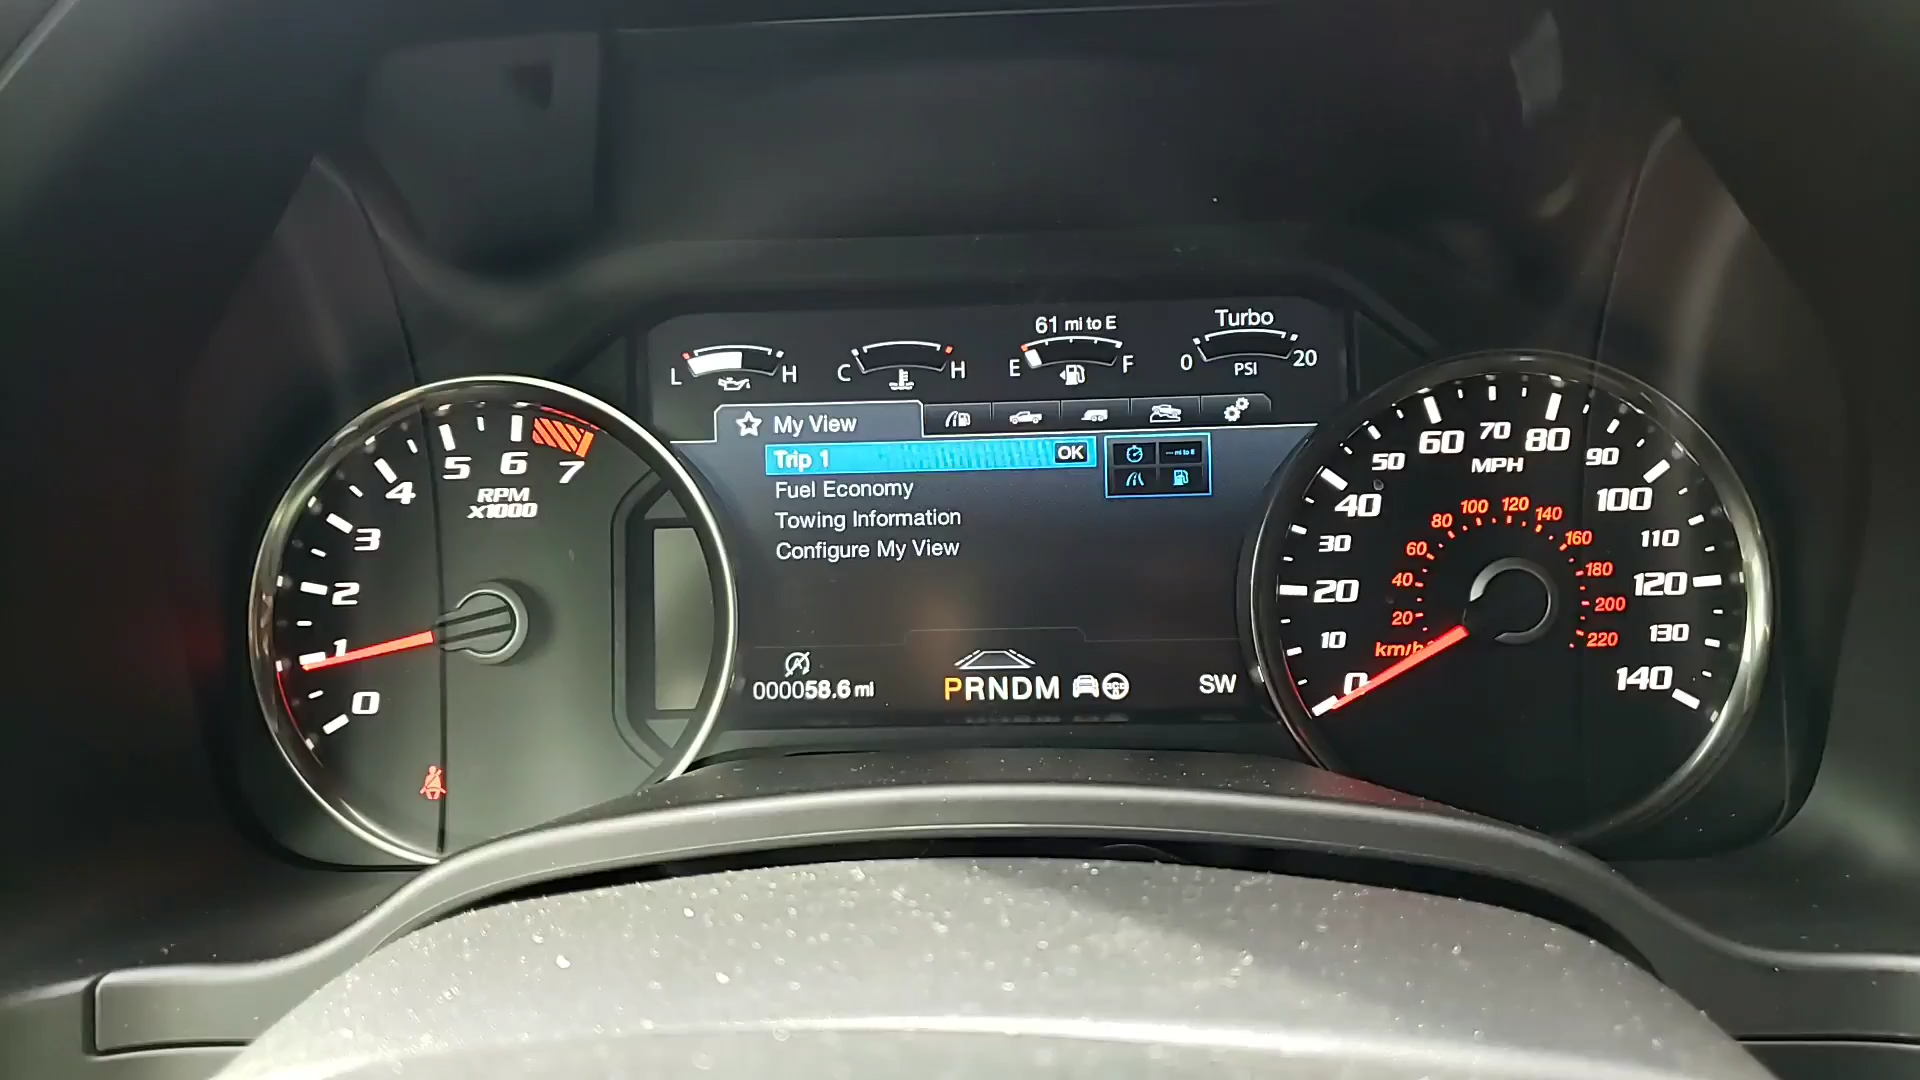 61 mi to E
Turbo
L H
C H
E F
0 20
PSI
My View
Trip 1 OK
--- mi to E
Fuel Economy
Towing Information
Configure My View
000058.6 mi
PRNDM
SW
0
1
2
3
4
5
6
7
RPM
X1000
0
10
20
30
40
50
60
70
80
90
100
110
120
130
140
MPH
km/h
20
40
60
80
100
120
140
160
180
200
220